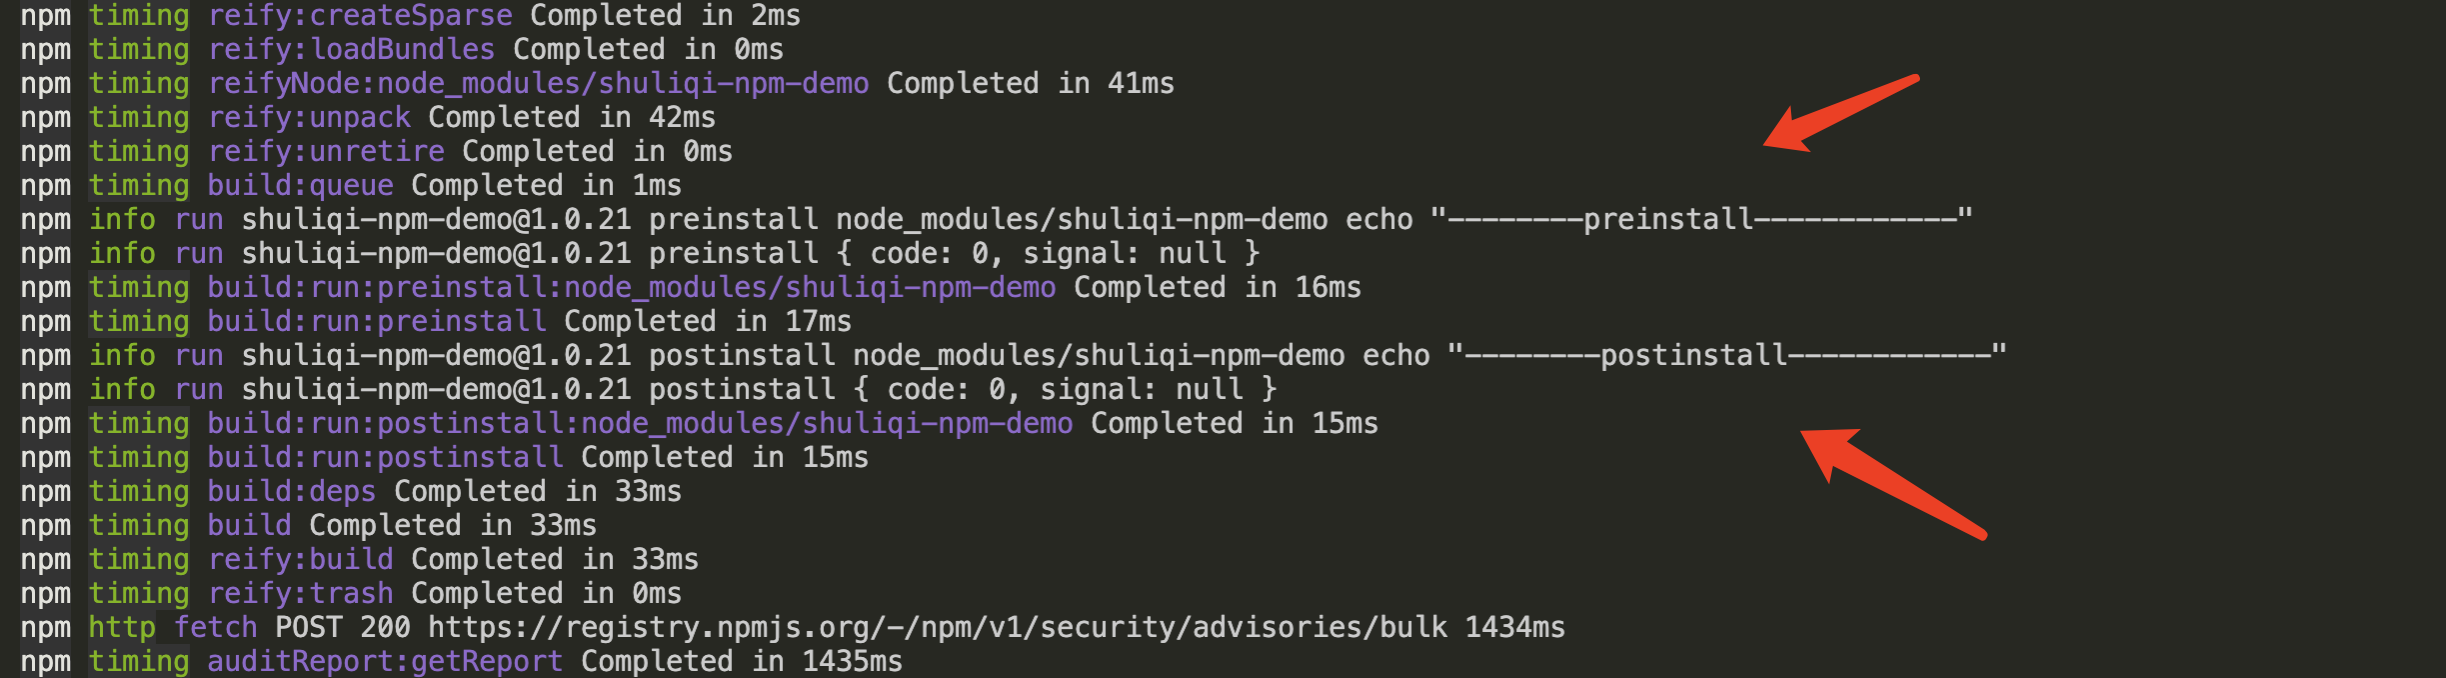 npm timing reify:createSparse Completed in 2ms
npm timing reify:loadBundles Completed in 0ms
npm timing reifyNode:node_modules/shuliqi-npm-demo Completed in 41ms
npm timing reify:unpack Completed in 42ms
npm timing reify:unretire Completed in 0ms
npm timing build:queue Completed in 1ms
npm info run shuliqi-npm-demo@1.0.21 preinstall node_modules/shuliqi-npm-demo echo "--------preinstall------------"
npm info run shuliqi-npm-demo@1.0.21 preinstall { code: 0, signal: null }
npm timing build:run:preinstall:node_modules/shuliqi-npm-demo Completed in 16ms
npm timing build:run:preinstall Completed in 17ms
npm info run shuliqi-npm-demo@1.0.21 postinstall node_modules/shuliqi-npm-demo echo "--------postinstall------------"
npm info run shuliqi-npm-demo@1.0.21 postinstall { code: 0, signal: null }
npm timing build:run:postinstall:node_modules/shuliqi-npm-demo Completed in 15ms
npm timing build:run:postinstall Completed in 15ms
npm timing build:deps Completed in 33ms
npm timing build Completed in 33ms
npm timing reify:build Completed in 33ms
npm timing reify:trash Completed in 0ms
npm http fetch POST 200 https://registry.npmjs.org/-/npm/v1/security/advisories/bulk 1434ms
npm timing auditReport:getReport Completed in 1435ms